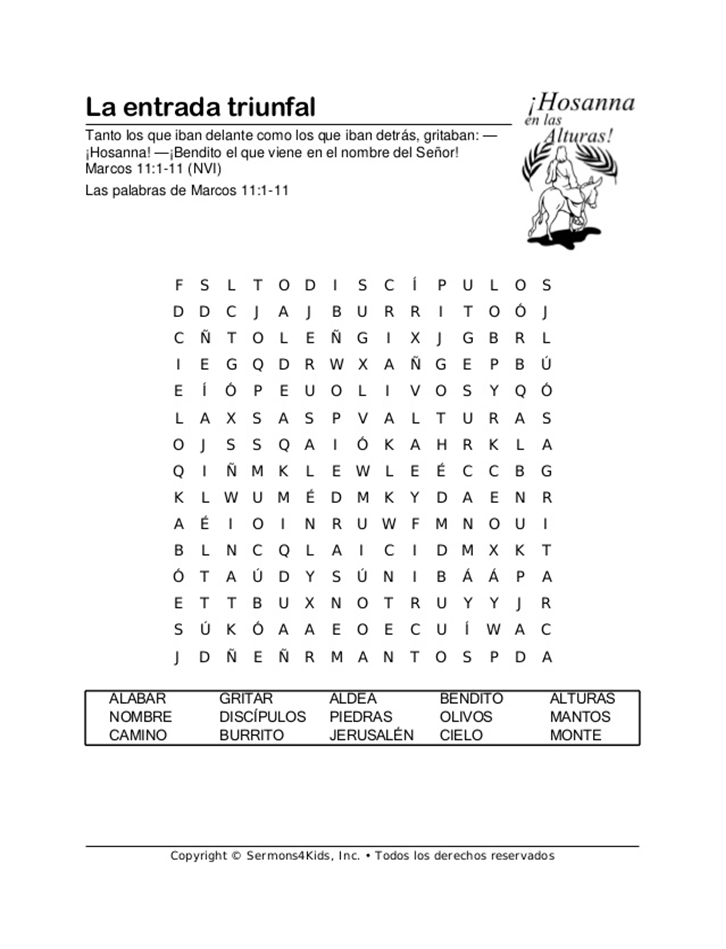 La entrada triunfal
¡Hosanna
en las
Alturas!
Tanto los que iban delante como los que iban detrás, gritaban: —
¡Hosanna! —¡Bendito el que viene en el nombre del Señor!
Marcos 11:1-11 (NVI)
Las palabras de Marcos 11:1-11
F S L T O D I S C Í P U L O S
D D C J A J B U R R I T O Ó J
C Ñ T O L E Ñ G I X J G B R L
I E G Q D R W X A Ñ G E P B Ú
E Í Ó P E U O L I V O S Y Q Ó
L A X S A S P V A L T U R A S
O J S S Q A I Ó K A H R K L A
Q I Ñ M K L E W L E É C C B G
K L W U M É D M K Y D A E N R
A É I O I N R U W F M N O U I
B L N C Q L A I C I D M X K T
Ó T A Ú D Y S Ú N I B Á Á P A
E T T B U X N O T R U Y Y J R
S Ú K Ó A A E O E C U Í W A C
J D Ñ E Ñ R M A N T O S P D A
ALABAR GRITAR ALDEA BENDITO ALTURAS
NOMBRE DISCÍPULOS PIEDRAS OLIVOS MANTOS
CAMINO BURRITO JERUSALÉN CIELO MONTE
Copyright © Sermons4Kids, Inc. • Todos los derechos reservados